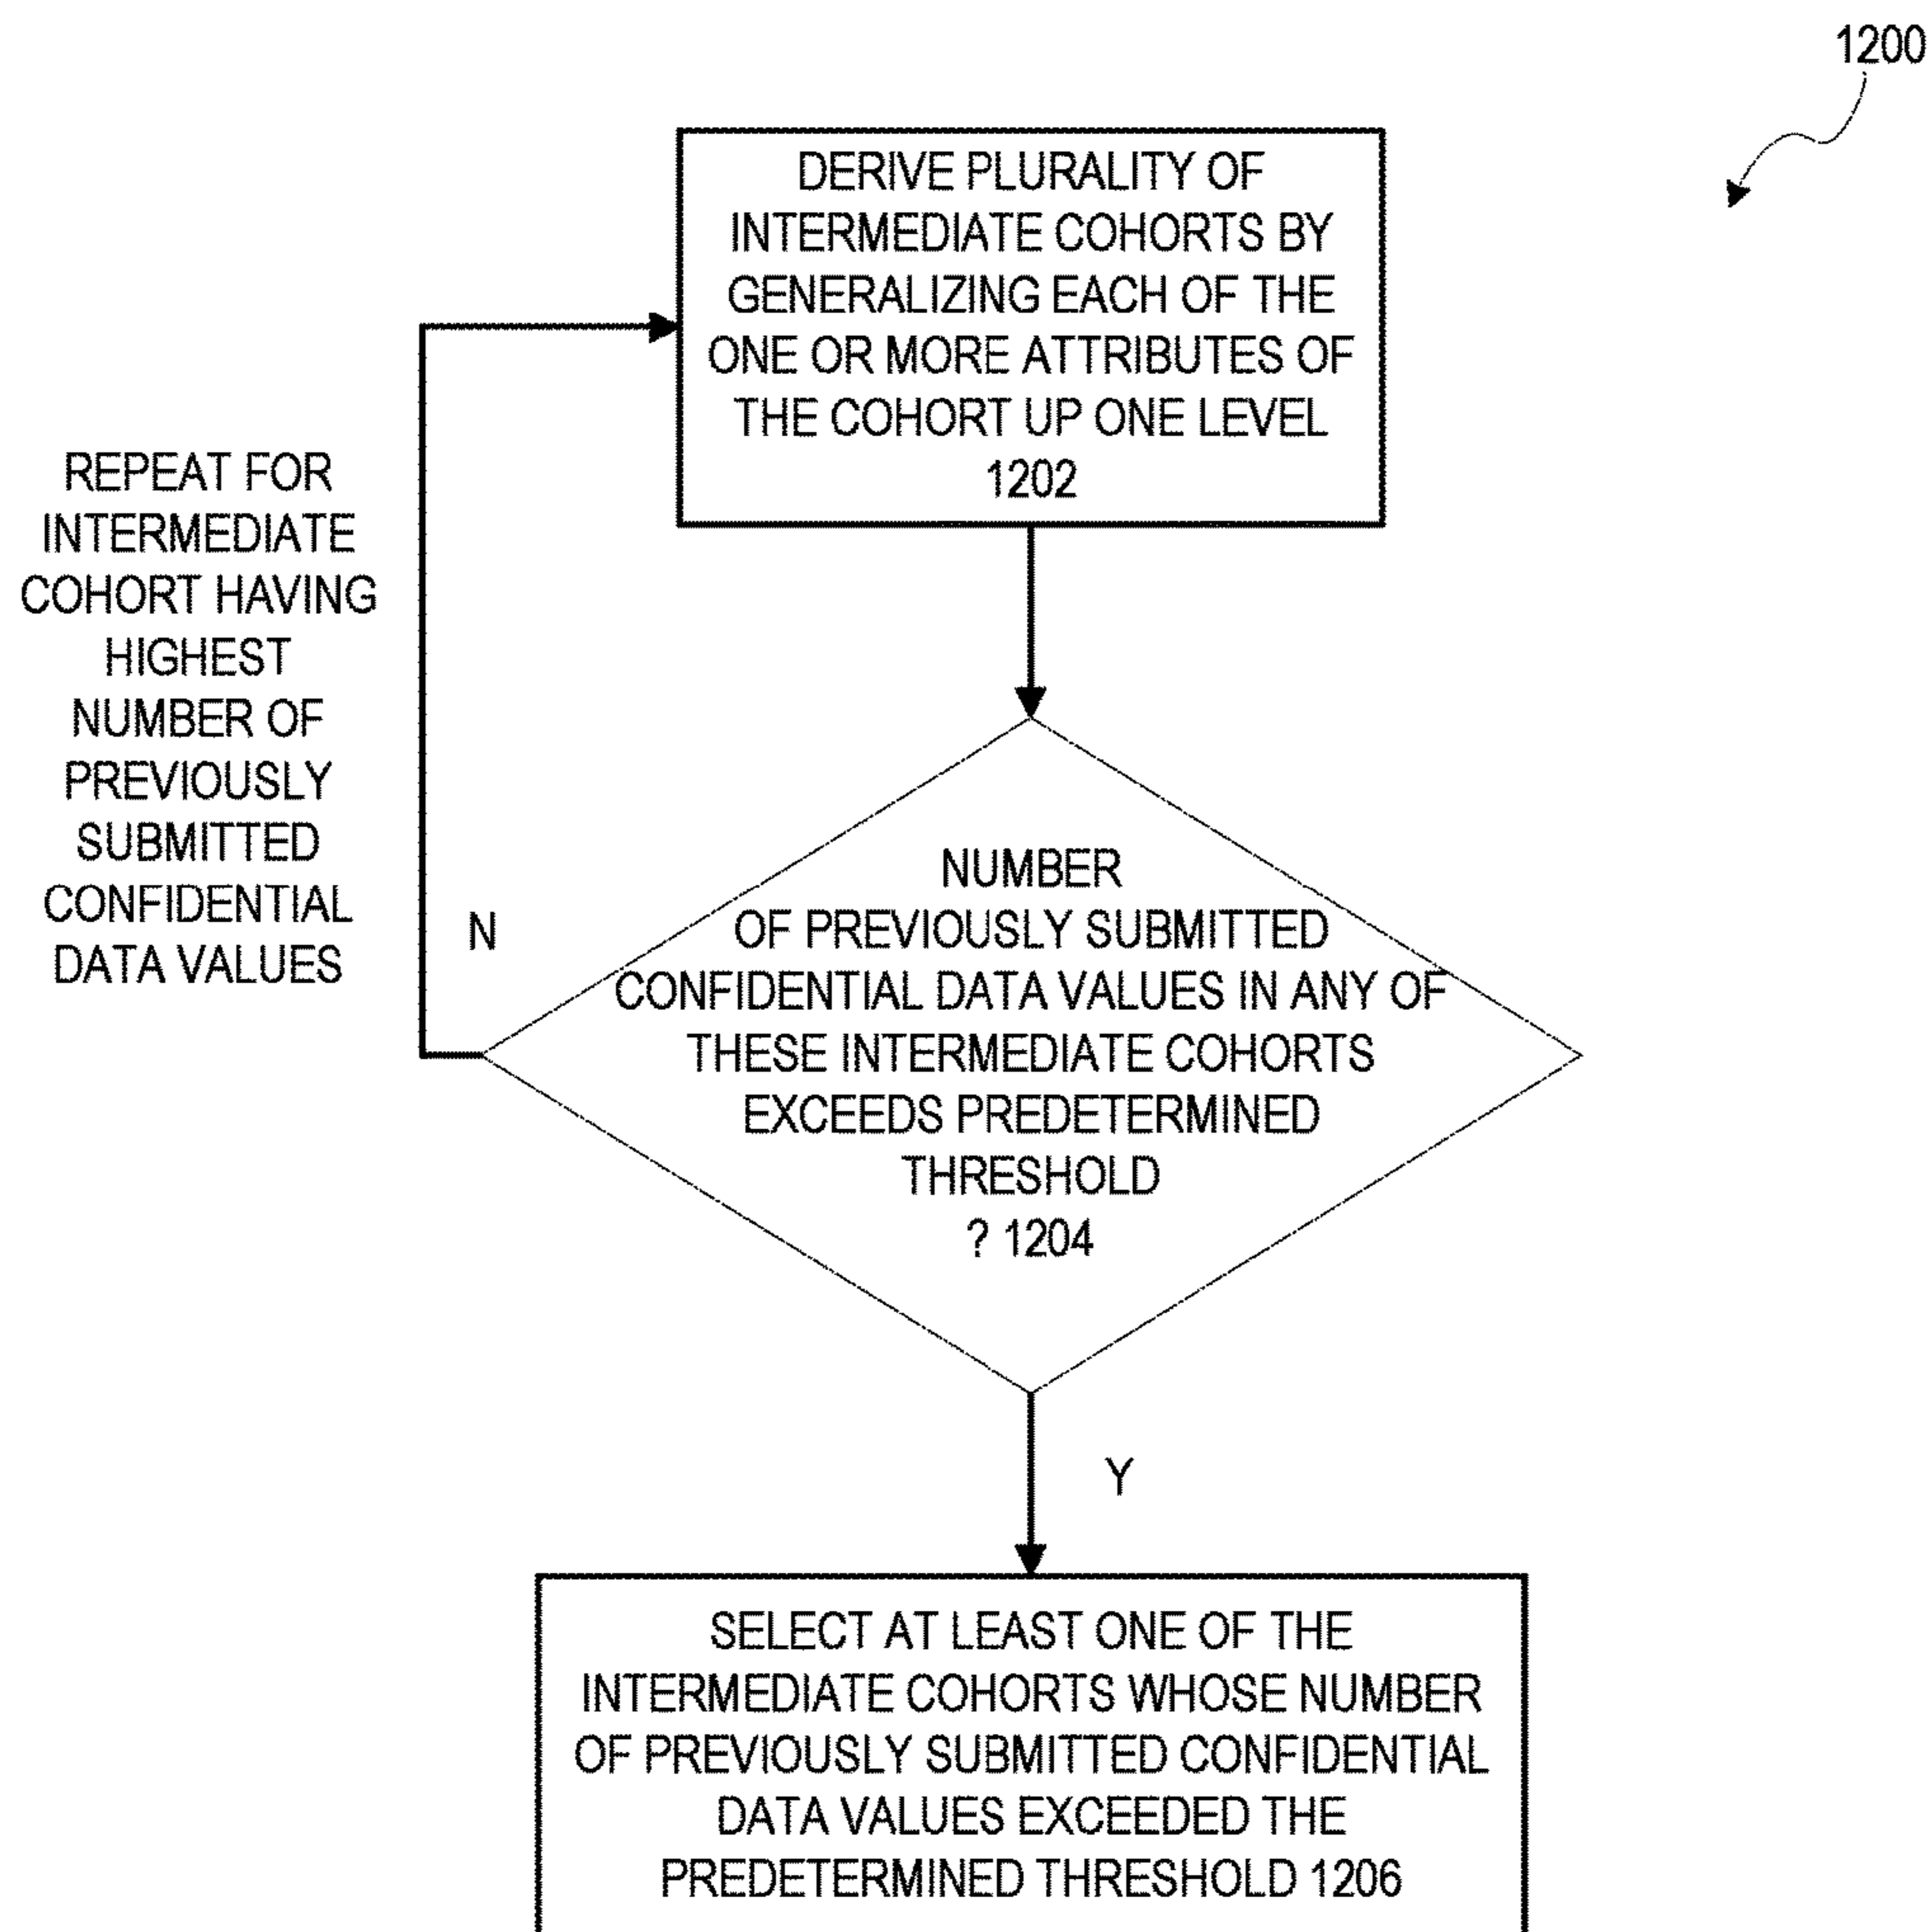 1200
DERIVE PLURALITY OF
INTERMEDIATE COHORTS BY
GENERALIZING EACH OF THE
ONE OR MORE ATTRIBUTES OF
THE COHORT UP ONE LEVEL
1202
REPEAT FOR
INTERMEDIATE
COHORT HAVING
HIGHEST
NUMBER OF
PREVIOUSLY
SUBMITTED
CONFIDENTIAL
DATA VALUES
N
NUMBER
OF PREVIOUSLY SUBMITTED
CONFIDENTIAL DATA VALUES IN ANY OF
THESE INTERMEDIATE COHORTS
EXCEEDS PREDETERMINED
THRESHOLD
? 1204
Y
SELECT AT LEAST ONE OF THE
INTERMEDIATE COHORTS WHOSE NUMBER
OF PREVIOUSLY SUBMITTED CONFIDENTIAL
DATA VALUES EXCEEDED THE
PREDETERMINED THRESHOLD 1206